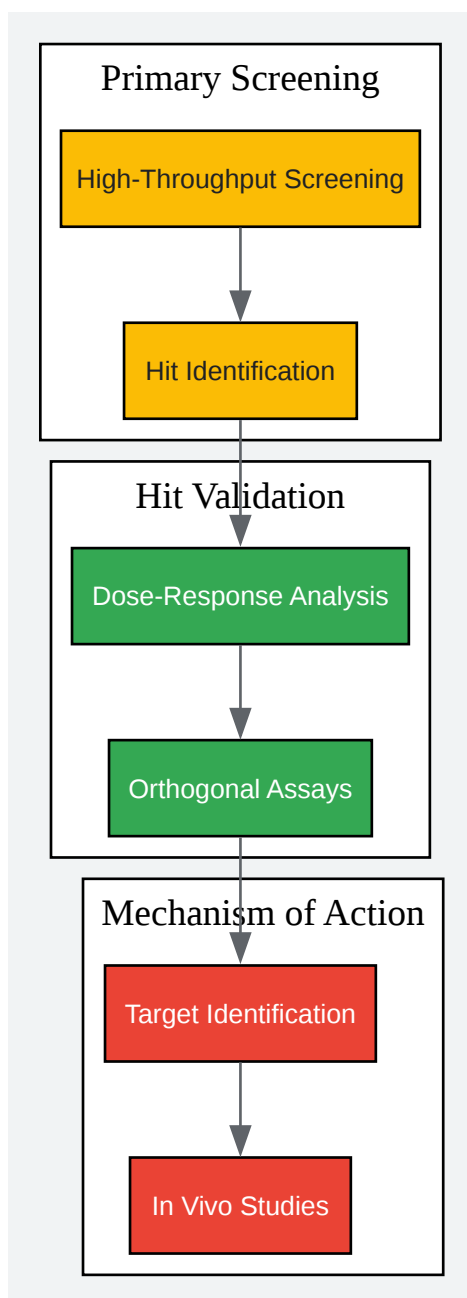 Primary Screening
High-Throughput Screening
Hit Identification
Hit Validation
Dose-Response Analysis
Orthogonal Assays
Mechanism of Action
Target Identification
In Vivo Studies